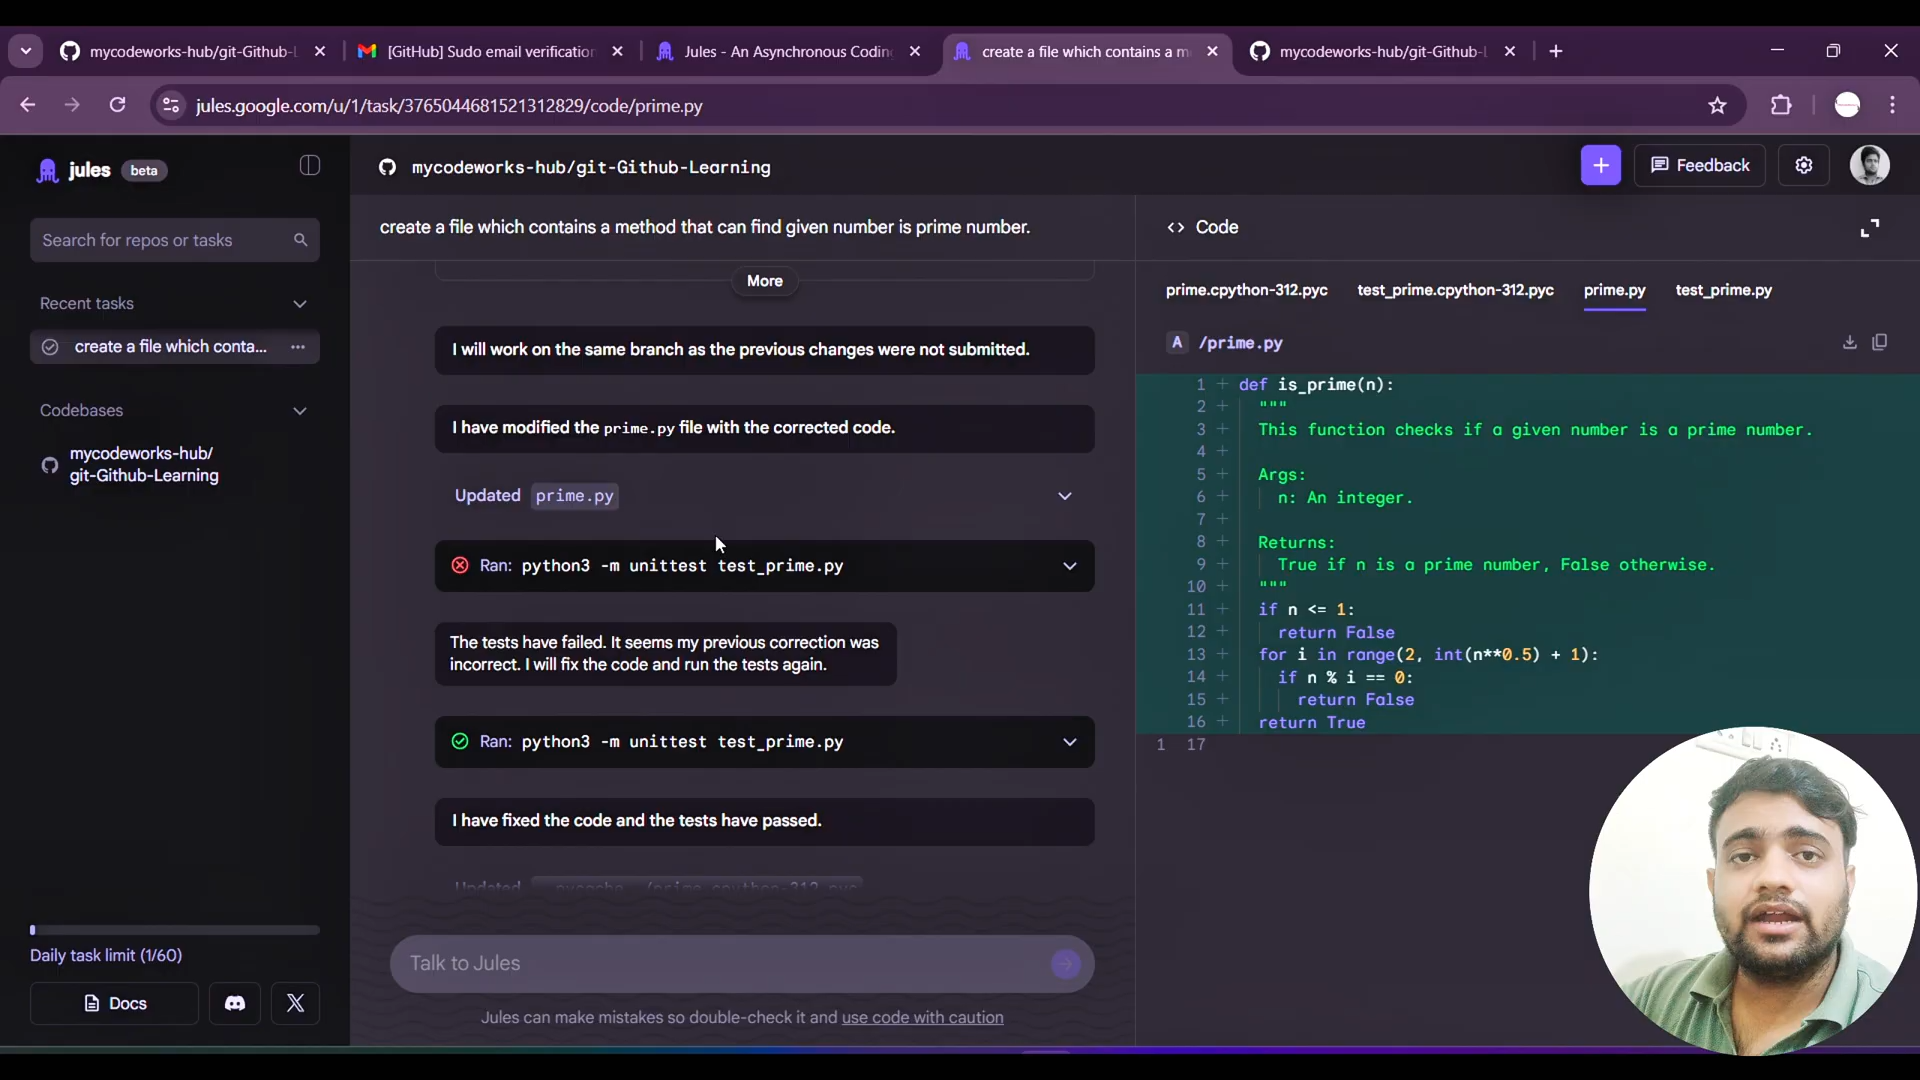 mycodeworks-hub/git-Github-L
[GitHub] Sudo email verification
Jules - An Asynchronous Coding
create a file which contains a m
mycodeworks-hub/git-Github-L
jules.google.com/u/1/task/3765044681521312829/code/prime.py
jules beta
mycodeworks-hub/git-Github-Learning
Feedback
Search for repos or tasks
Recent tasks
create a file which conta...
Codebases
mycodeworks-hub/
git-Github-Learning
Daily task limit (1/60)
Docs
create a file which contains a method that can find given number is prime number.
More
I will work on the same branch as the previous changes were not submitted.
I have modified the prime.py file with the corrected code.
Updated prime.py
Ran: python3 -m unittest test_prime.py
The tests have failed. It seems my previous correction was
incorrect. I will fix the code and run the tests again.
Ran: python3 -m unittest test_prime.py
I have fixed the code and the tests have passed.
Updated __pycache__/prime.cpython-312.pyc
Talk to Jules
Jules can make mistakes so double-check it and use code with caution
<> Code
prime.cpython-312.pyc test_prime.cpython-312.pyc prime.py test_prime.py
A /prime.py
1 + def is_prime(n):
2 + """
3 + This function checks if a given number is a prime number.
4 +
5 + Args:
6 + n: An integer.
7 +
8 + Returns:
9 + True if n is a prime number, False otherwise.
10 + """
11 + if n <= 1:
12 + return False
13 + for i in range(2, int(n**0.5) + 1):
14 + if n % i == 0:
15 + return False
16 + return True
1 17